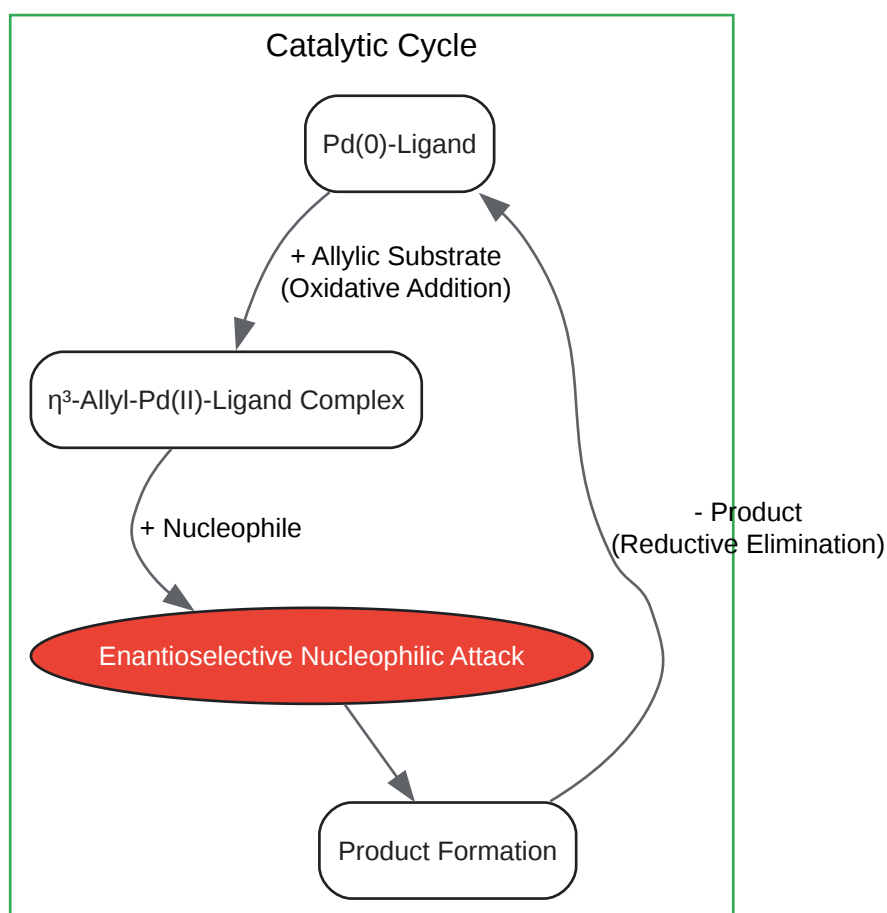 Catalytic Cycle
Pd(0)-Ligand
+ Allylic Substrate
(Oxidative Addition)
η³-Allyl-Pd(II)-Ligand Complex
+ Nucleophile
- Product
(Reductive Elimination)
Enantioselective Nucleophilic Attack
Product Formation